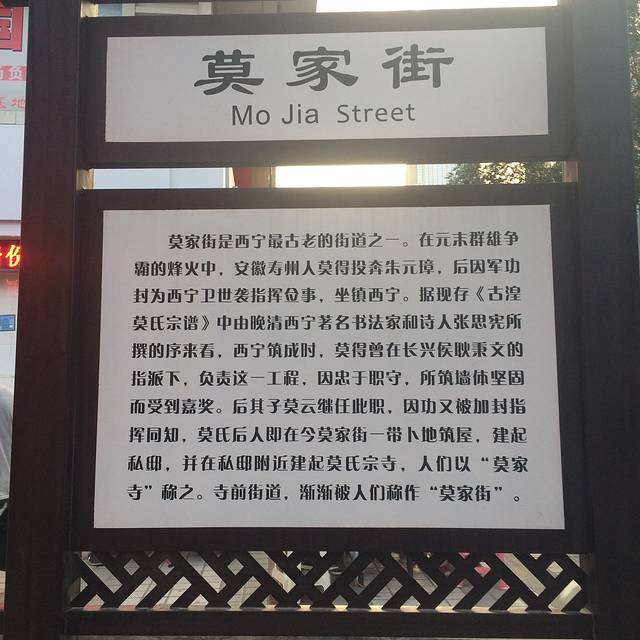 莫家街
Mo Jia Street
莫家街是西宁最古老的街道之一。在元末群雄争
霸的烽火中，安徽寿州人莫得投奔朱元璋，后因军功
封为西宁卫世袭指挥佥事，坐镇西宁。据现存《古湟
莫氏宗谱》中由晚清西宁著名书法家和诗人张思宪所
撰的序来看，西宁筑成时，莫得曾在长兴侯耿秉文的
指派下，负责这一工程，因忠于职守，所筑墙体坚固
而受到嘉奖。后其子莫云继任此职，因功又被加封指
挥同知，莫氏后人即在今莫家街一带卜地筑屋，建起
私邸，并在私邸附近建起莫氏宗寺，人们以“莫家
寺”称之。寺前街道，渐渐被人们称作“莫家街”。